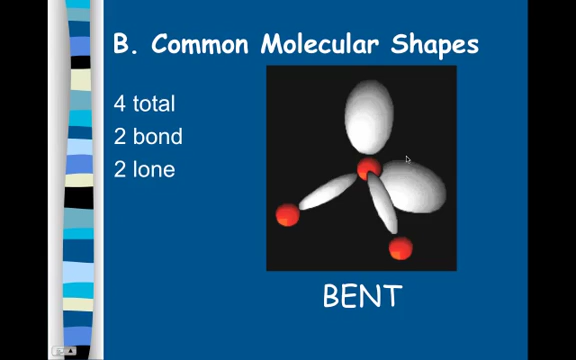 B. Common Molecular Shapes
4 total
2 bond
2 lone
BENT